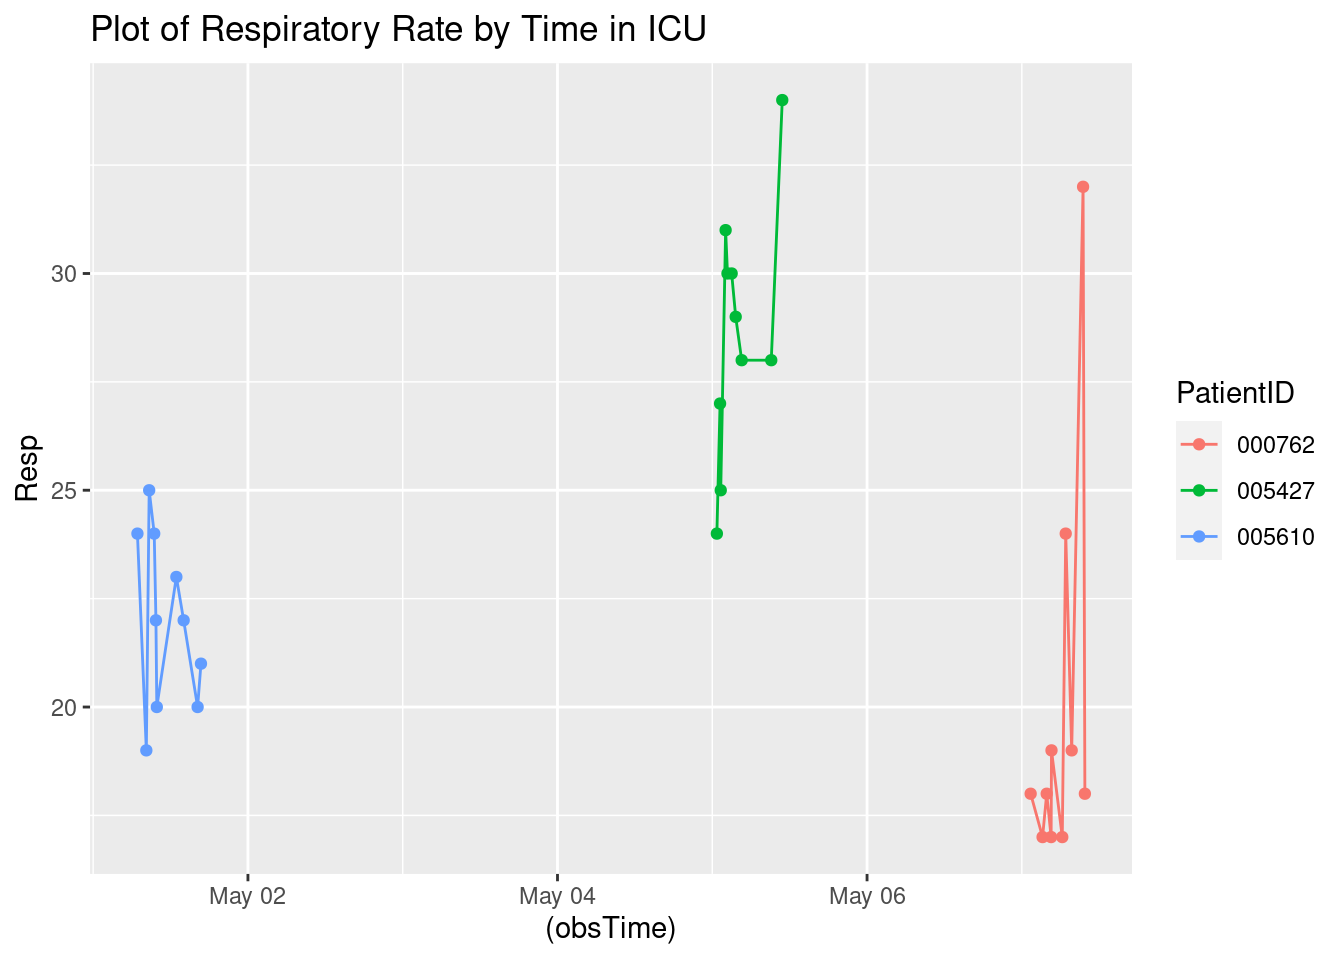 Plot of Respiratory Rate by Time in ICU
Resp
30
25
20
May 02
May 04
May 06
(obsTime)
PatientID
000762
005427
005610